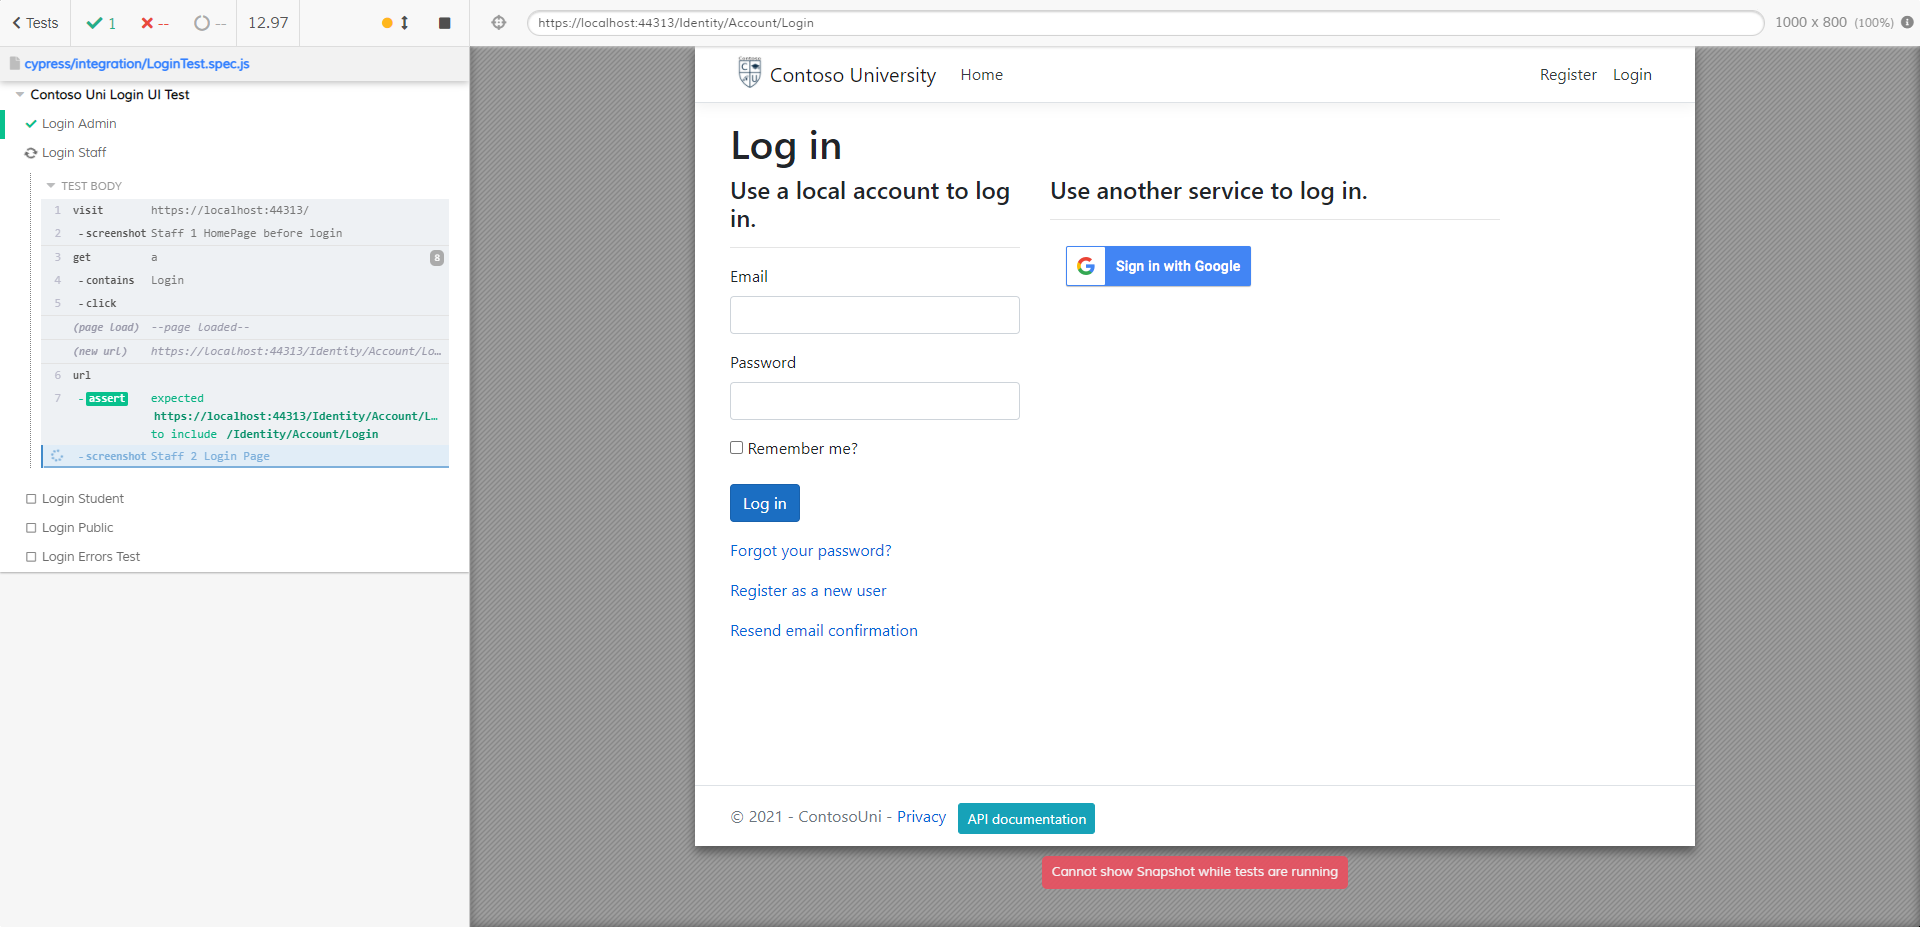 Tests
1
--
--
12.97
https://localhost:44313/Identity/Account/Login
1000 x 800 (100%)
cypress/integration/LoginTest.spec.js
Contoso Uni Login UI Test
Login Admin
Login Staff
TEST BODY
1 visit https://localhost:44313/
2 -screenshot Staff 1 HomePage before login
3 get a 8
4 -contains Login
5 -click
(page load) --page loaded--
(new url) https://localhost:44313/Identity/Account/Lo...
6 url
7 -assert expected
https://localhost:44313/Identity/Account/L...
to include /Identity/Account/Login
-screenshot Staff 2 Login Page
Login Student
Login Public
Login Errors Test
Contoso University
Home
Register
Login
Log in
Use a local account to log
in.
Email
Password
Remember me?
Log in
Forgot your password?
Register as a new user
Resend email confirmation
Use another service to log in.
Sign in with Google
© 2021 - ContosoUni - Privacy
API documentation
Cannot show Snapshot while tests are running